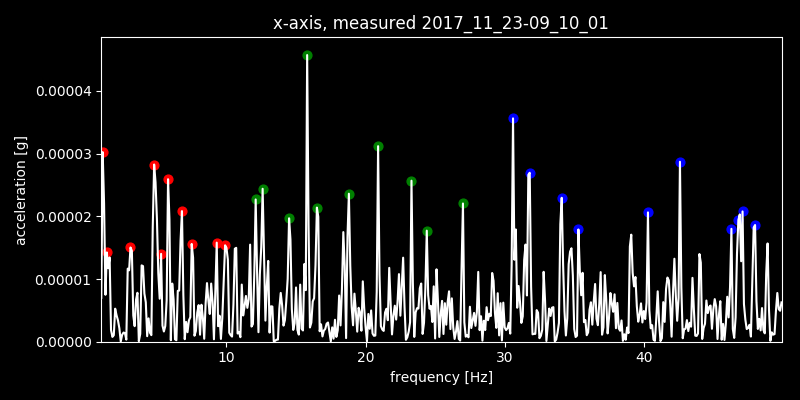 x-axis, measured 2017_11_23-09_10_01
acceleration [g]
0.00004
0.00003
0.00002
0.00001
0.00000
10 20 30 40
frequency [Hz]